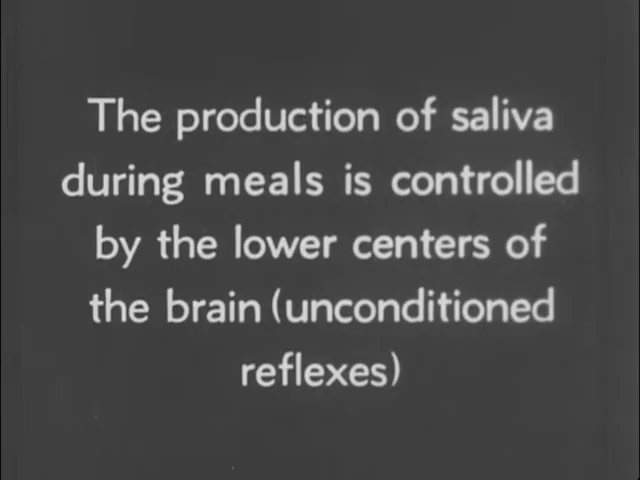 The production of saliva
during meals is controlled
by the lower centers of
the brain (unconditioned
reflexes)